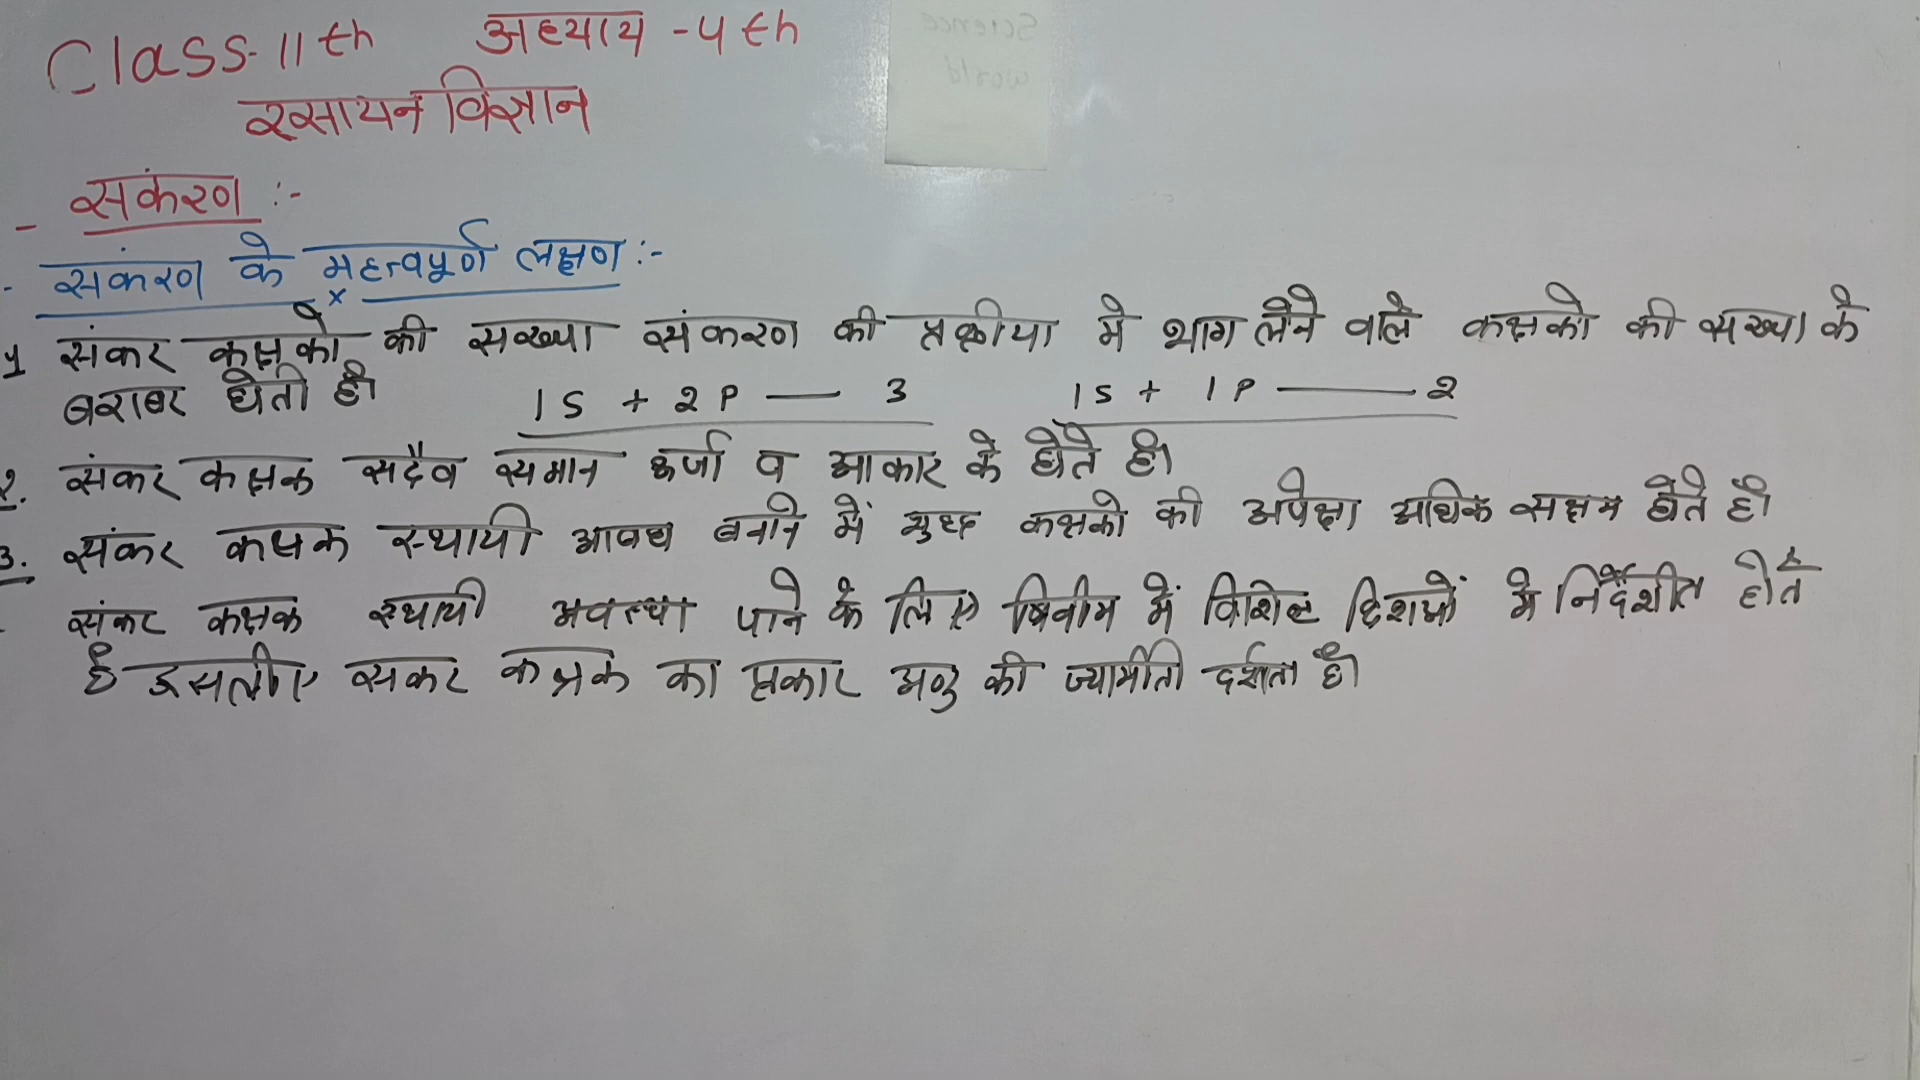 Class-11th अध्याय -4th
रसायन विज्ञान
- संकरण :-
- संकरण के महत्वपूर्ण लक्षण :-
1 संकर कक्षको की संख्या संकरण की प्रक्रीया मे भाग लेने वाले कक्षको की संख्या के
बराबर होती है।
1S + 2P — 3 1S + 1P —— 2
2. संकर कक्षक सदैव समान ऊर्जा व आकार के होते है।
3. संकर कक्षक स्थायी आबध बनाने में शुद्ध कक्षको की अपेक्षा अधिक सक्षम होते है।
- संकर कक्षक स्थायी अवस्था पाने के लिए त्रिवीम में विशिष्ट दिशाओं मे निर्देशीत होते
है इसलीए संकर कक्षक का प्रकार अणु की ज्यामीती दर्शाता है।
Science
world